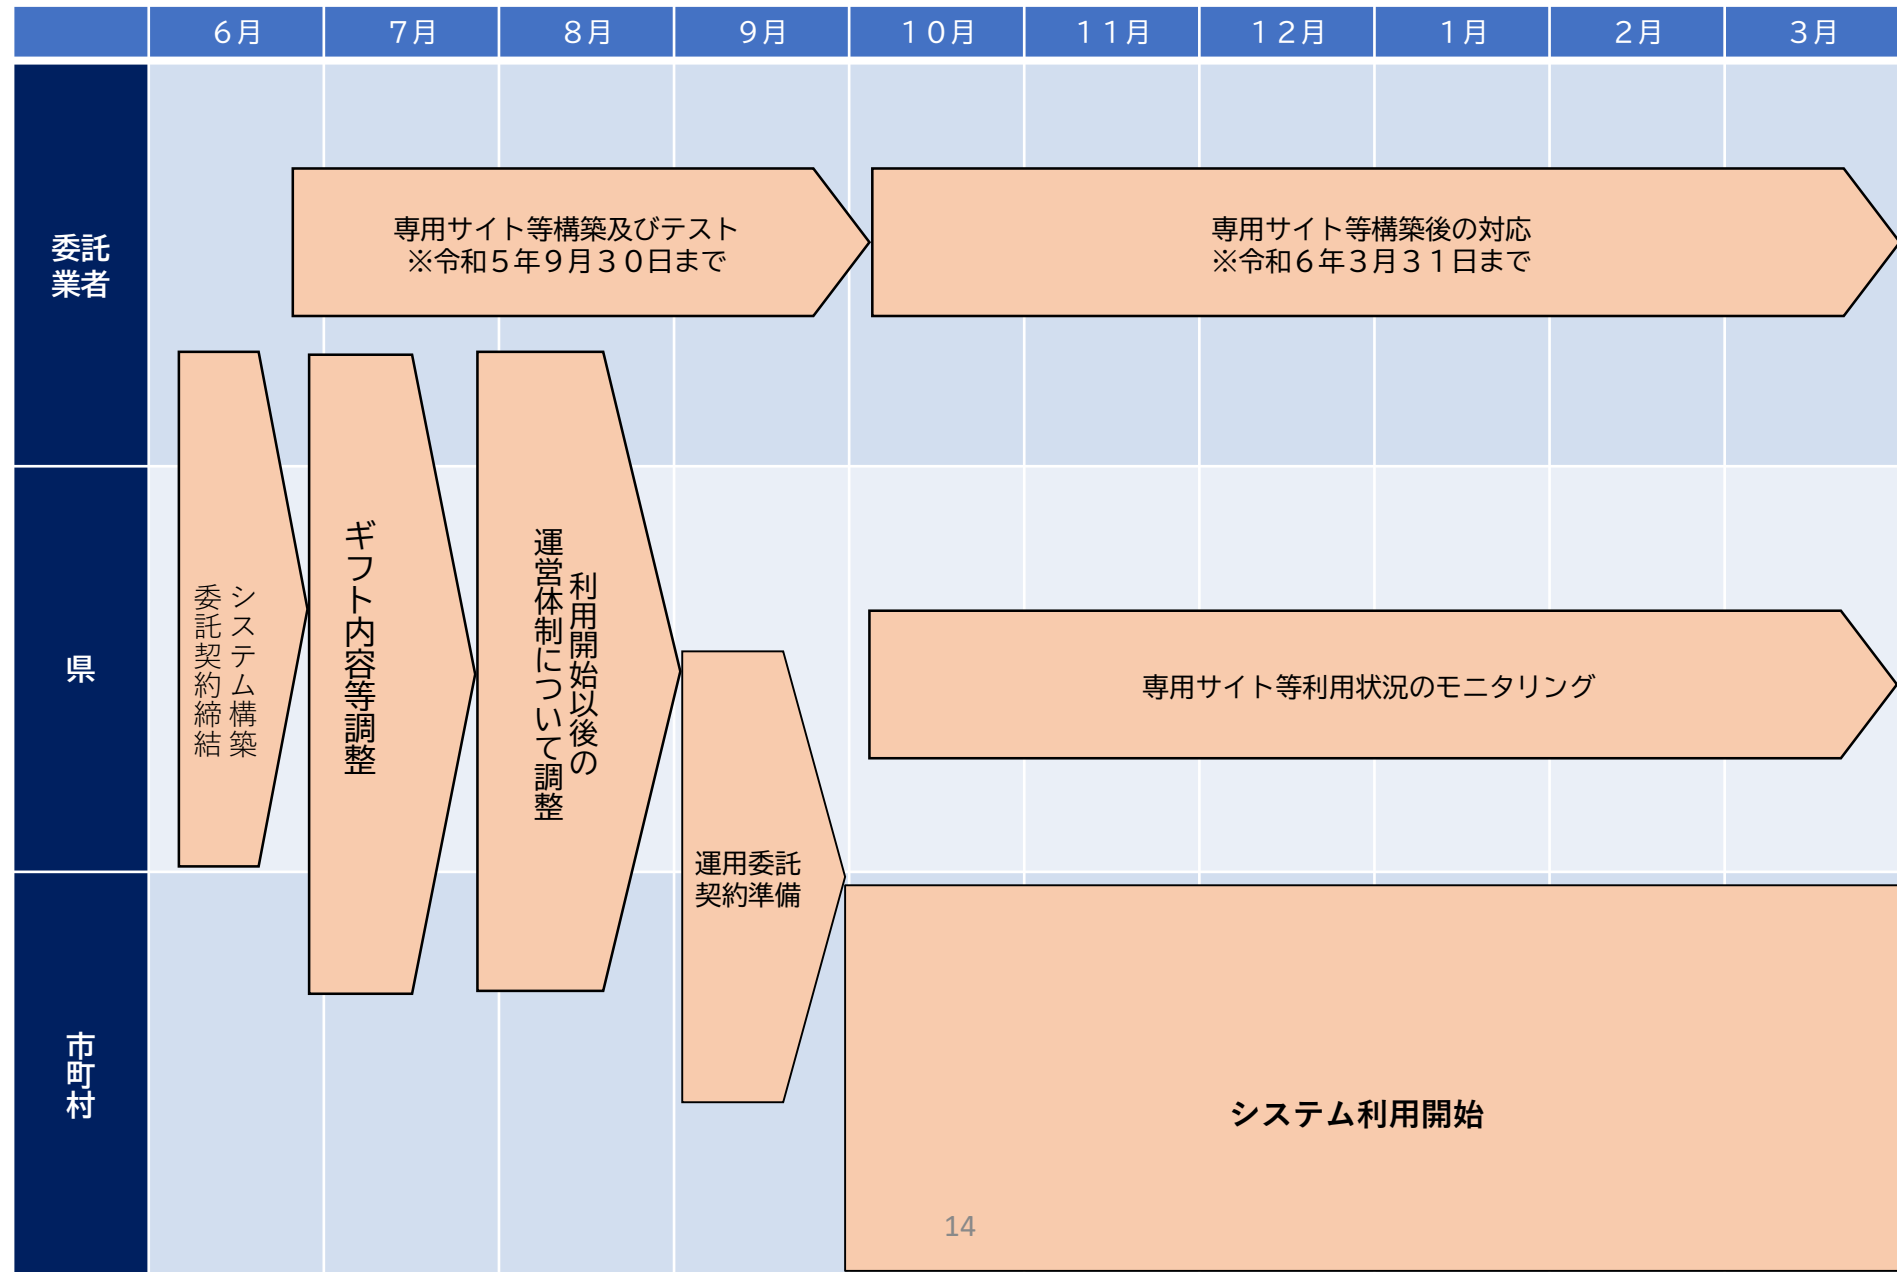 ６月
７月
８月
９月
１０月
１１月
１２月
１月
２月
３月
委託
業者
専用サイト等構築及びテスト
※令和５年９月３０日まで
専用サイト等構築後の対応
※令和６年３月３１日まで
県
システム構築
委託契約締結
ギフト内容等調整
利用開始以後の
運営体制について調整
専用サイト等利用状況のモニタリング
運用委託
契約準備
市町村
システム利用開始
14